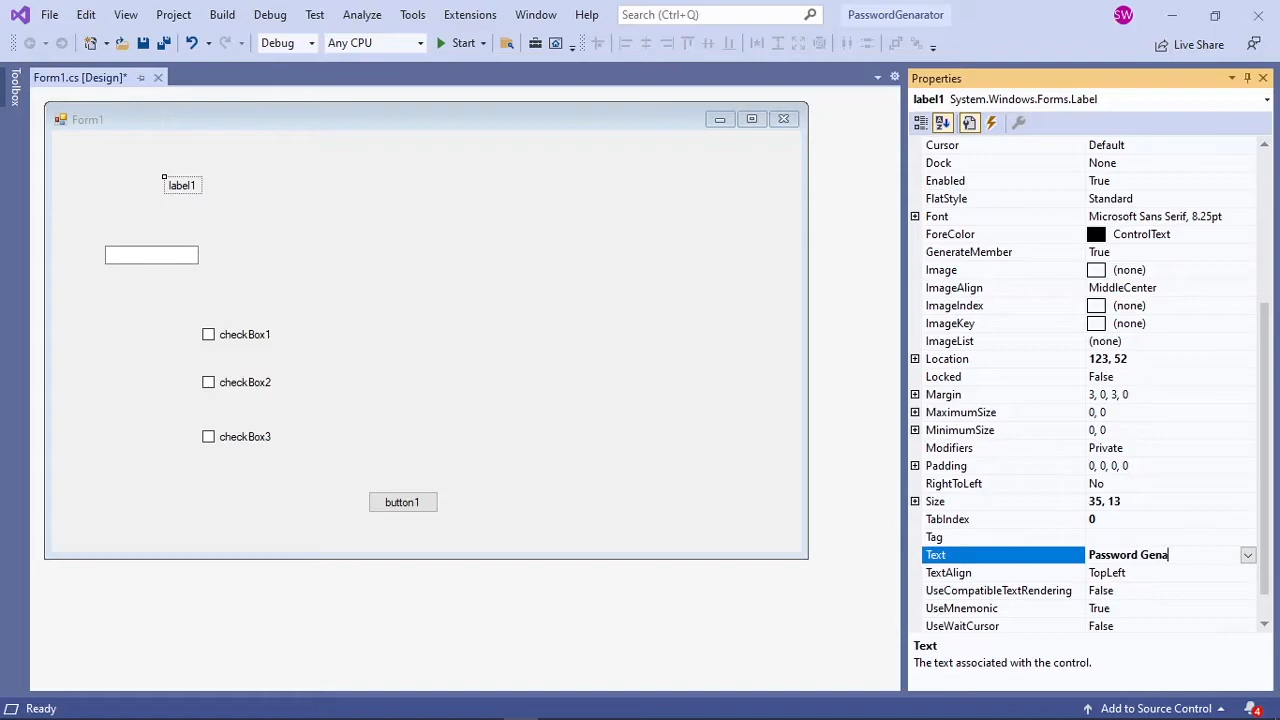 File Edit View Project Build Debug Test Analyze Tools Extensions Window Help Search (Ctrl+Q) PasswordGenarator SW
Debug Any CPU Start Live Share
Toolbox
Form1.cs [Design]*
Form1
label1
checkBox1
checkBox2
checkBox3
button1
Properties
label1 System.Windows.Forms.Label
Cursor Default
Dock None
Enabled True
FlatStyle Standard
Font Microsoft Sans Serif, 8.25pt
ForeColor ControlText
GenerateMember True
Image (none)
ImageAlign MiddleCenter
ImageIndex (none)
ImageKey (none)
ImageList (none)
Location 123, 52
Locked False
Margin 3, 0, 3, 0
MaximumSize 0, 0
MinimumSize 0, 0
Modifiers Private
Padding 0, 0, 0, 0
RightToLeft No
Size 35, 13
TabIndex 0
Tag
Text Password Gena
TextAlign TopLeft
UseCompatibleTextRendering False
UseMnemonic True
UseWaitCursor False
Text
The text associated with the control.
Ready Add to Source Control 4